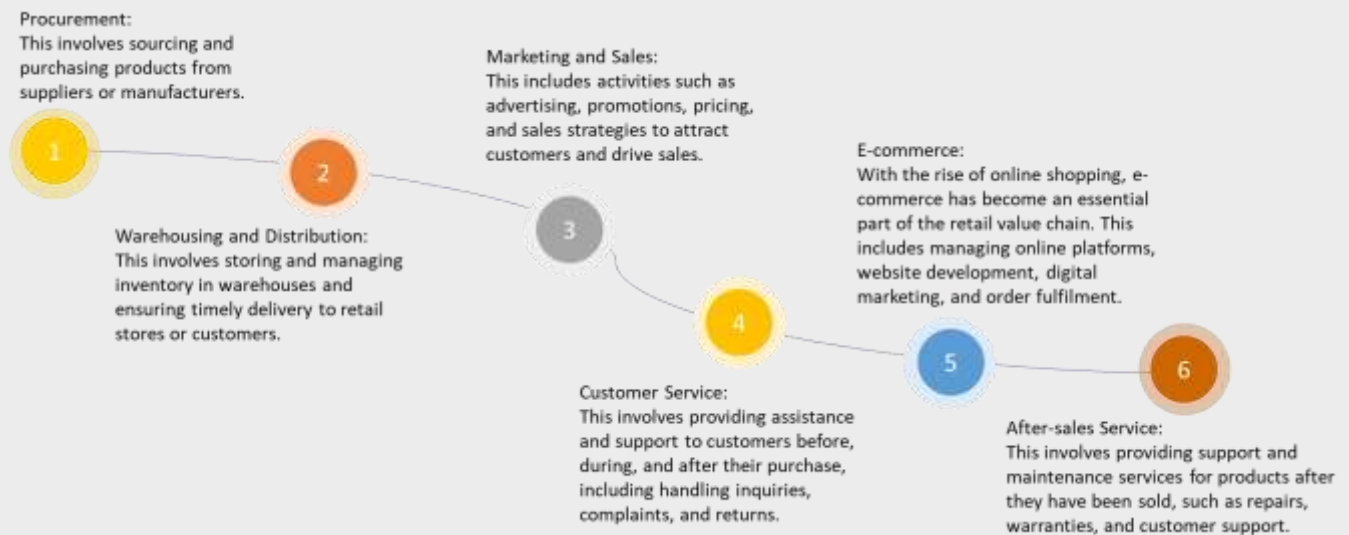 Procurement:
This involves sourcing and
purchasing products from
suppliers or manufacturers.
1
2
Warehousing and Distribution:
This involves storing and managing
inventory in warehouses and
ensuring timely delivery to retail
stores or customers.
Marketing and Sales:
This includes activities such as
advertising, promotions, pricing,
and sales strategies to attract
customers and drive sales.
3
4
Customer Service:
This involves providing assistance
and support to customers before,
during, and after their purchase,
including handling inquiries,
complaints, and returns.
E-commerce:
With the rise of online shopping, e-
commerce has become an essential
part of the retail value chain. This
includes managing online platforms,
website development, digital
marketing, and order fulfilment.
5
6
After-sales Service:
This involves providing support and
maintenance services for products after
they have been sold, such as repairs,
warranties, and customer support.